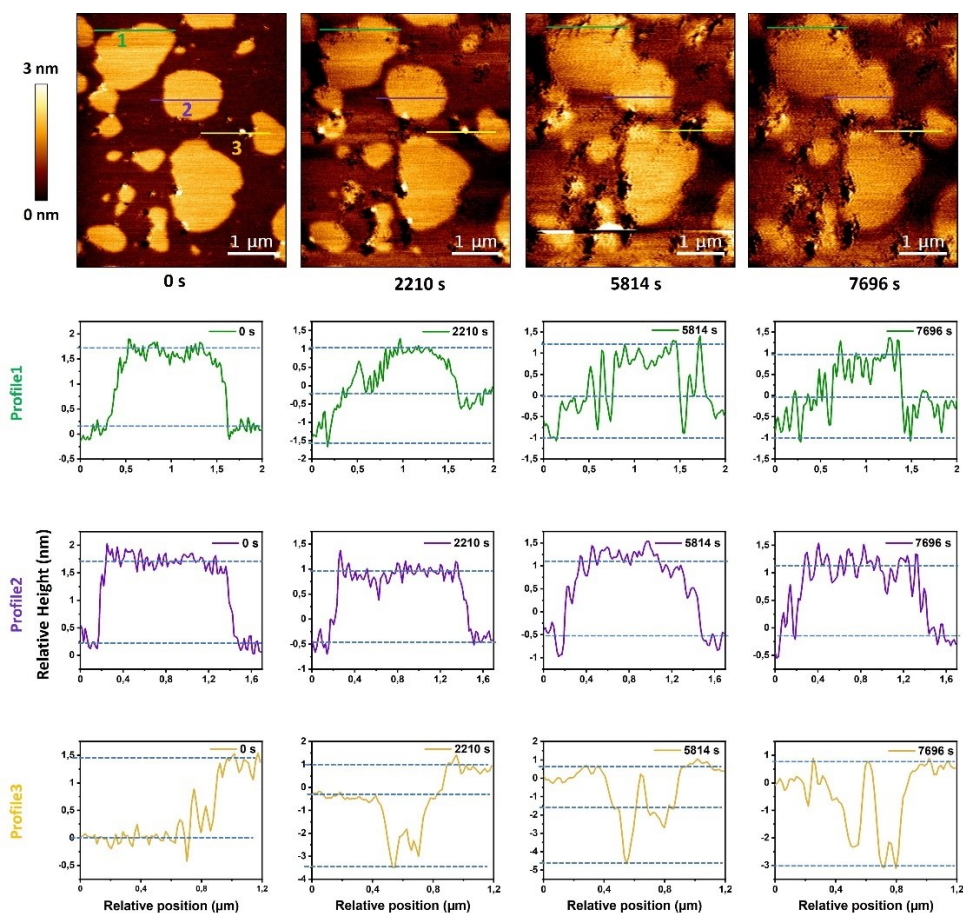 3 nm
0 nm
1
2
3
1 µm
1 µm
1 µm
1 µm
0 s
2210 s
5814 s
7696 s
Profile1
0 s
2
1,5
1
0,5
0
0,5
0 0,5 1 1,5 2
2210 s
1,5
1
0,5
0
-0,5
-1
-1,5
-2
0 0,5 1 1,5 2
5814 s
1,5
1
0,5
0
-0,5
-1
-1,5
0 0,5 1 1,5 2
7696 s
1,5
1
0,5
0
-0,5
-1
-1,5
0 0,5 1 1,5 2
Profile2
Relative Height (nm)
0 s
2
1,5
1
0,5
0
0 0,4 0,8 1,2 1,6
2210 s
1,5
1
0,5
0
-0,5
-1
0 0,4 0,8 1,2 1,6
5814 s
1,5
1
0,5
0
-0,5
-1
0 0,4 0,8 1,2 1,6
7696 s
1,5
1
0,5
0
-0,5
0 0,4 0,8 1,2 1,6
Profile3
0 s
1,5
1
0,5
0
-0,5
0 0,2 0,4 0,6 0,8 1,0 1,2
Relative position (µm)
2210 s
2
1
0
-1
-2
-3
-4
0 0,4 0,8 1,2
Relative position (µm)
5814 s
2
1
0
-1
-2
-3
-4
-5
0 0,4 0,8 1,2
Relative position (µm)
7696 s
1
0
-1
-2
-3
0 0,4 0,8 1,2
Relative position (µm)